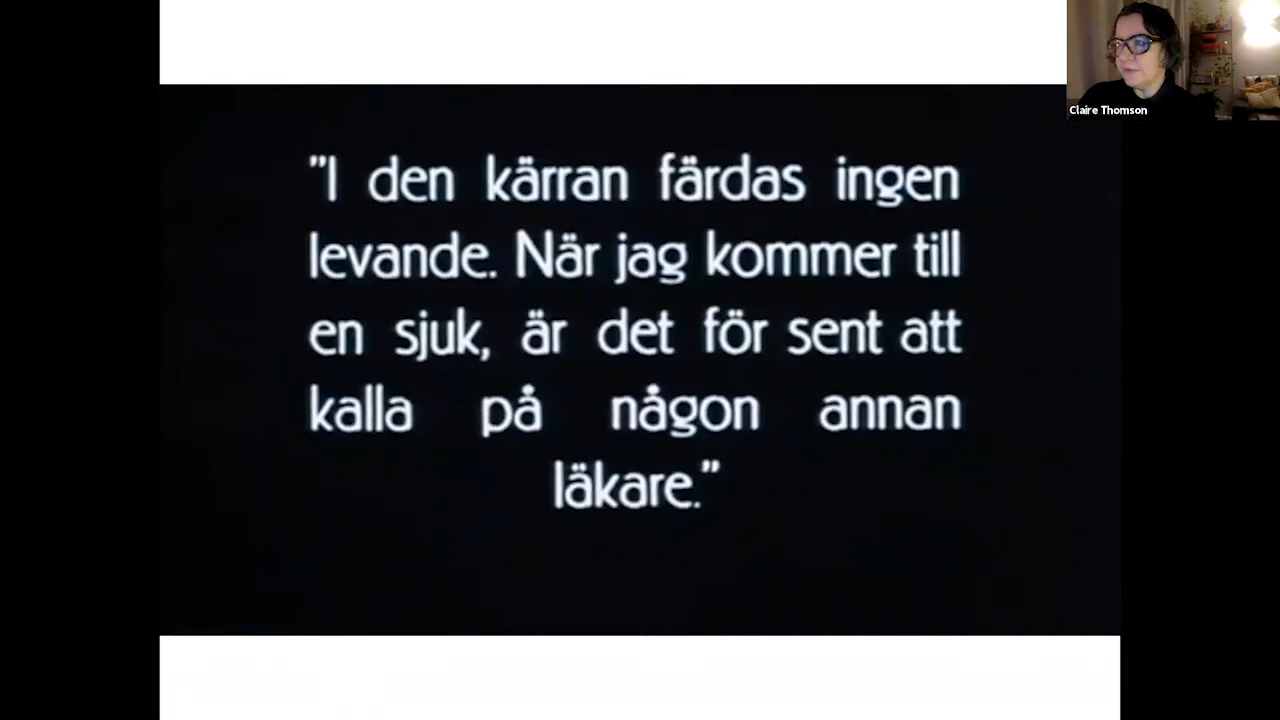 Claire Thomson
"I den kärran färdas ingen
levande. När jag kommer till
en sjuk, är det för sent att
kalla på någon annan
läkare."